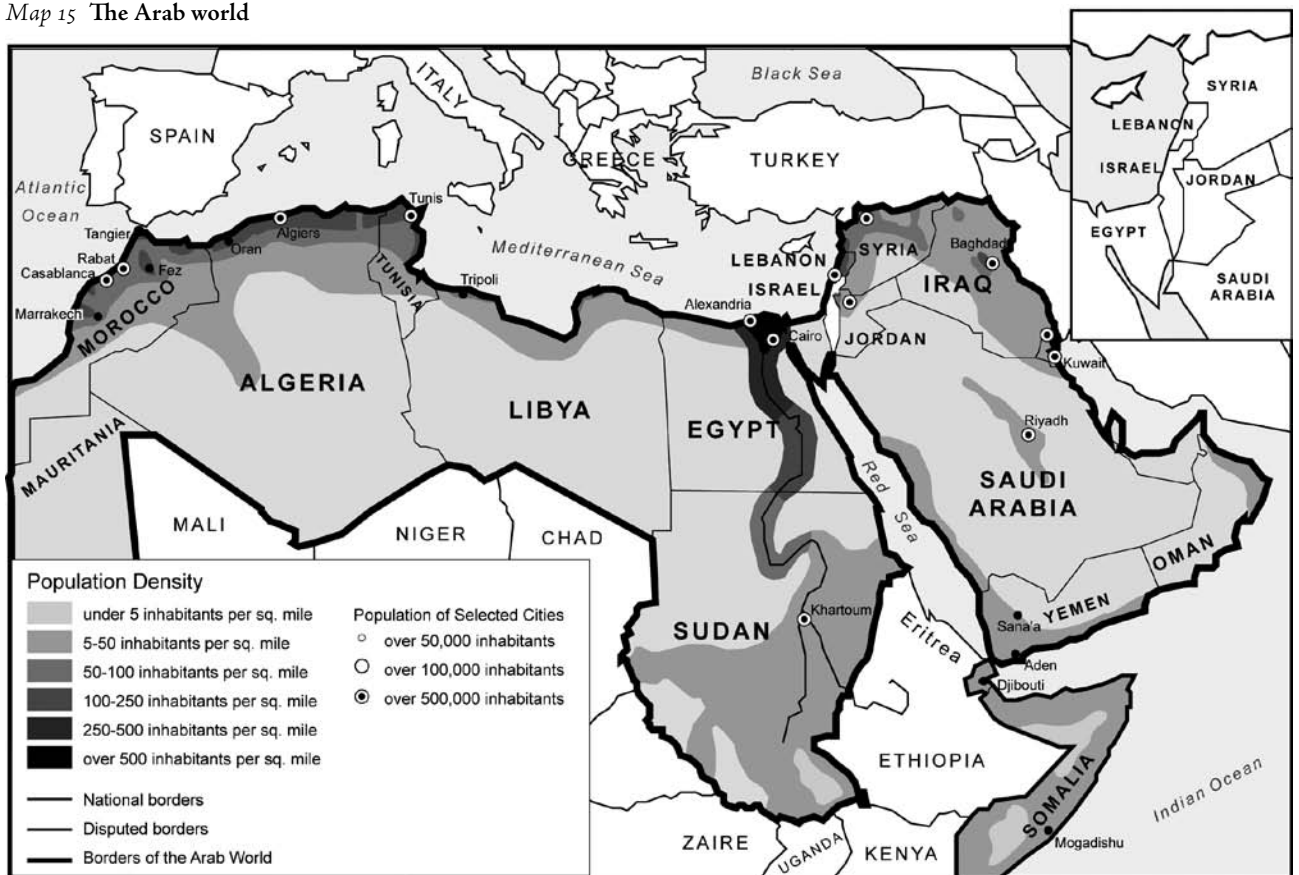 Map 15 The Arab world
Black Sea
ITALY
SPAIN
GREECE
TURKEY
Atlantic
Ocean
Tunis
Tangier
Oran
Algiers
Rabat
Casablanca
Fez
Marrakech
MOROCCO
TUNISIA
Tripoli
Mediterranean Sea
LEBANON
ISRAEL
SYRIA
Baghdad
IRAQ
Alexandria
Cairo
JORDAN
Kuwait
ALGERIA
LIBYA
EGYPT
Riyadh
SAUDI
ARABIA
Red Sea
MAURITANIA
MALI
NIGER
CHAD
OMAN
YEMEN
Sana'a
Aden
Khartoum
SUDAN
Eritrea
Djibouti
ETHIOPIA
SOMALIA
Mogadishu
Indian Ocean
ZAIRE
UGANDA
KENYA
SYRIA
LEBANON
ISRAEL
JORDAN
EGYPT
SAUDI
ARABIA
Population Density
under 5 inhabitants per sq. mile
5-50 inhabitants per sq. mile
50-100 inhabitants per sq. mile
100-250 inhabitants per sq. mile
250-500 inhabitants per sq. mile
over 500 inhabitants per sq. mile
National borders
Disputed borders
Borders of the Arab World
Population of Selected Cities
over 50,000 inhabitants
over 100,000 inhabitants
over 500,000 inhabitants